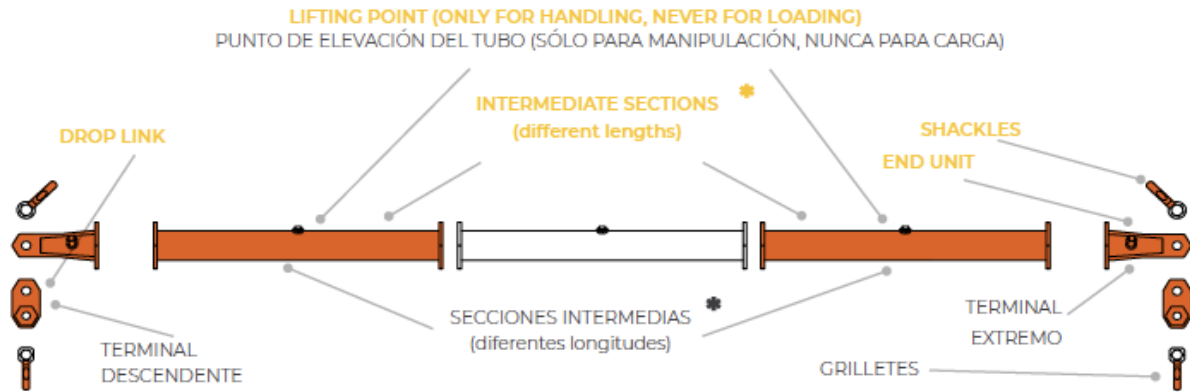 LIFTING POINT (ONLY FOR HANDLING, NEVER FOR LOADING)
PUNTO DE ELEVACIÓN DEL TUBO (SÓLO PARA MANIPULACIÓN, NUNCA PARA CARGA)
INTERMEDIATE SECTIONS *
(different lengths)
DROP LINK
SHACKLES
END UNIT
SECCIONES INTERMEDIAS *
(diferentes longitudes)
TERMINAL
EXTREMO
TERMINAL
DESCENDENTE
GRILLETES